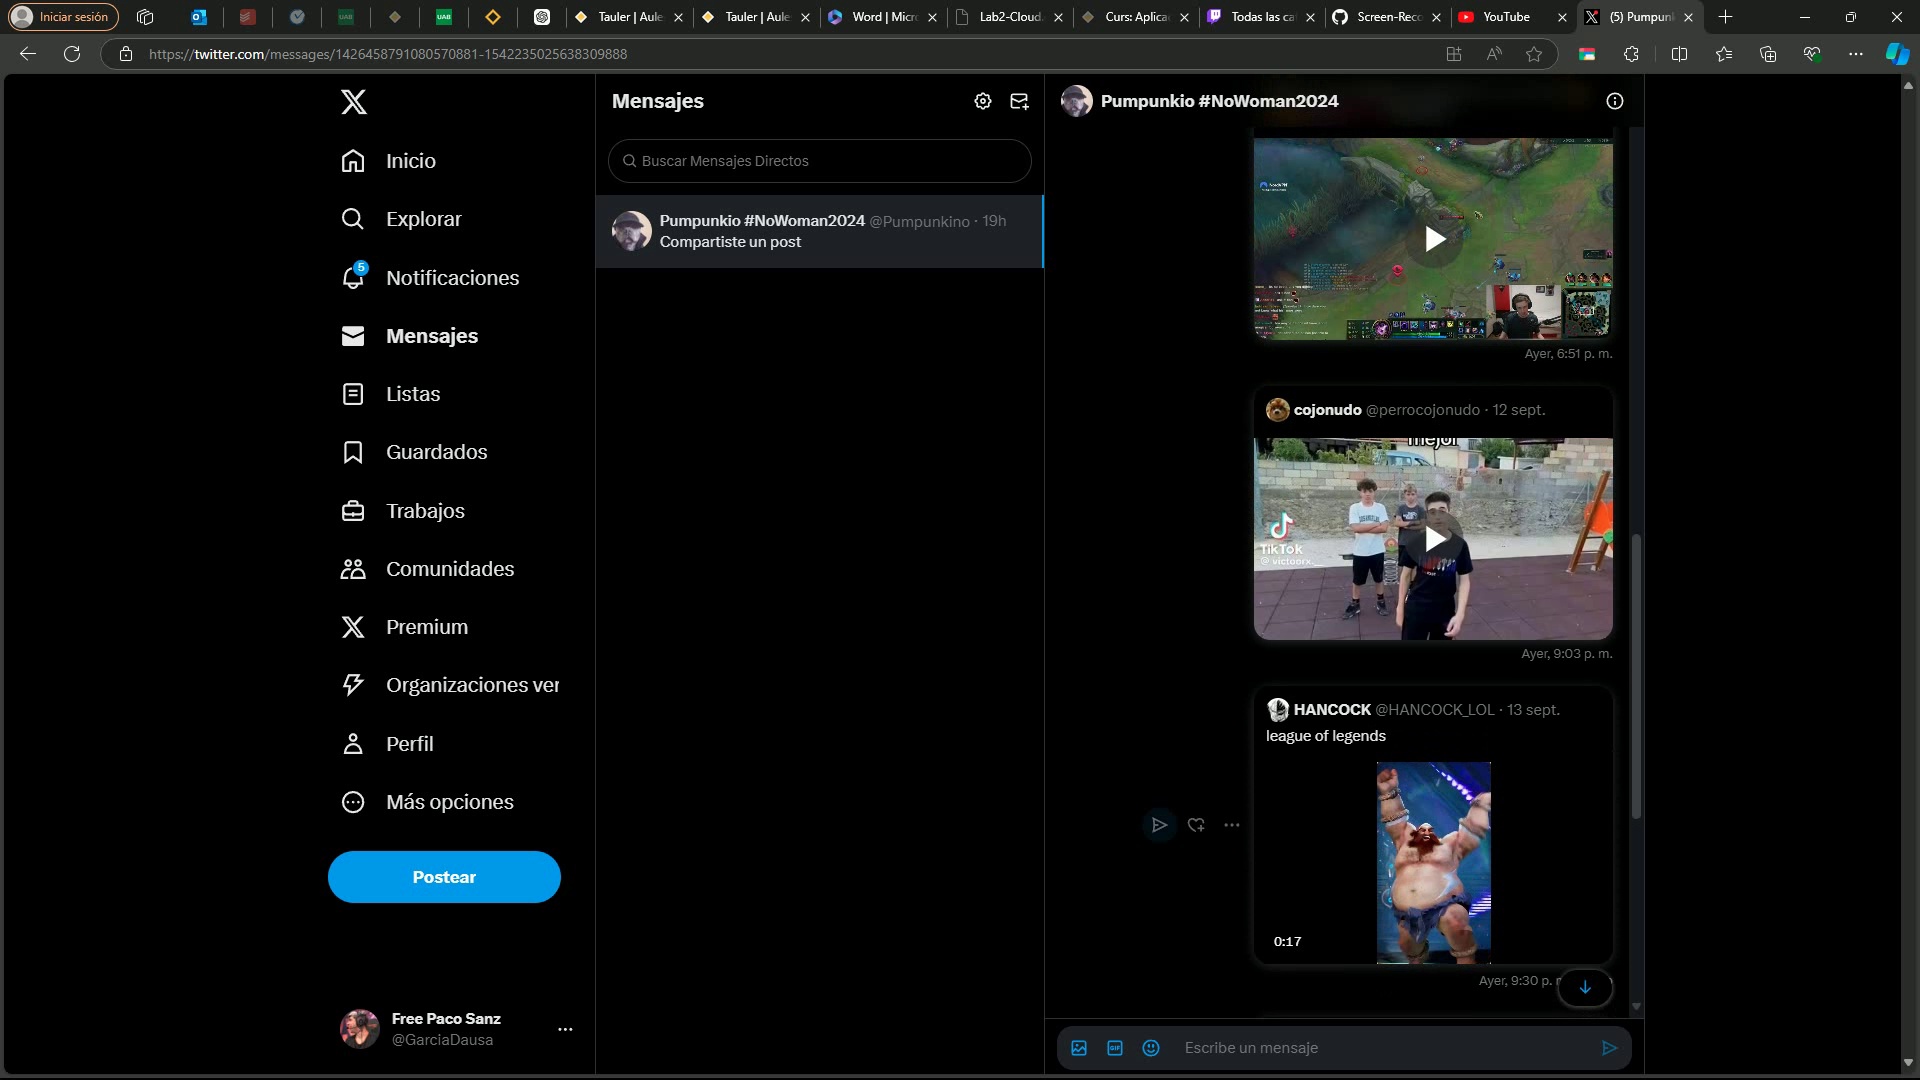 Iniciar sesión
UAB
UAB
Tauler | Aule
Tauler | Aule
Word | Micr
Lab2-Cloud.
Curs: Aplica
Todas las ca
Screen-Reco
YouTube
(5) Pumpun
https://twitter.com/messages/1426458791080570881-1542235025638309888
Inicio
Explorar
5
Notificaciones
Mensajes
Listas
Guardados
Trabajos
Comunidades
Premium
Organizaciones ver
Perfil
Más opciones
Postear
Free Paco Sanz
@GarciaDausa
Mensajes
Buscar Mensajes Directos
Pumpunkio #NoWoman2024 @Pumpunkino · 19h
Compartiste un post
Pumpunkio #NoWoman2024
NordVPN
Ayer, 6:51 p. m.
cojonudo @perrocojonudo · 12 sept.
mejor
TikTok
Ayer, 9:03 p. m.
HANCOCK @HANCOCK_LOL · 13 sept.
league of legends
0:17
Ayer, 9:30 p.
GIF
Escribe un mensaje